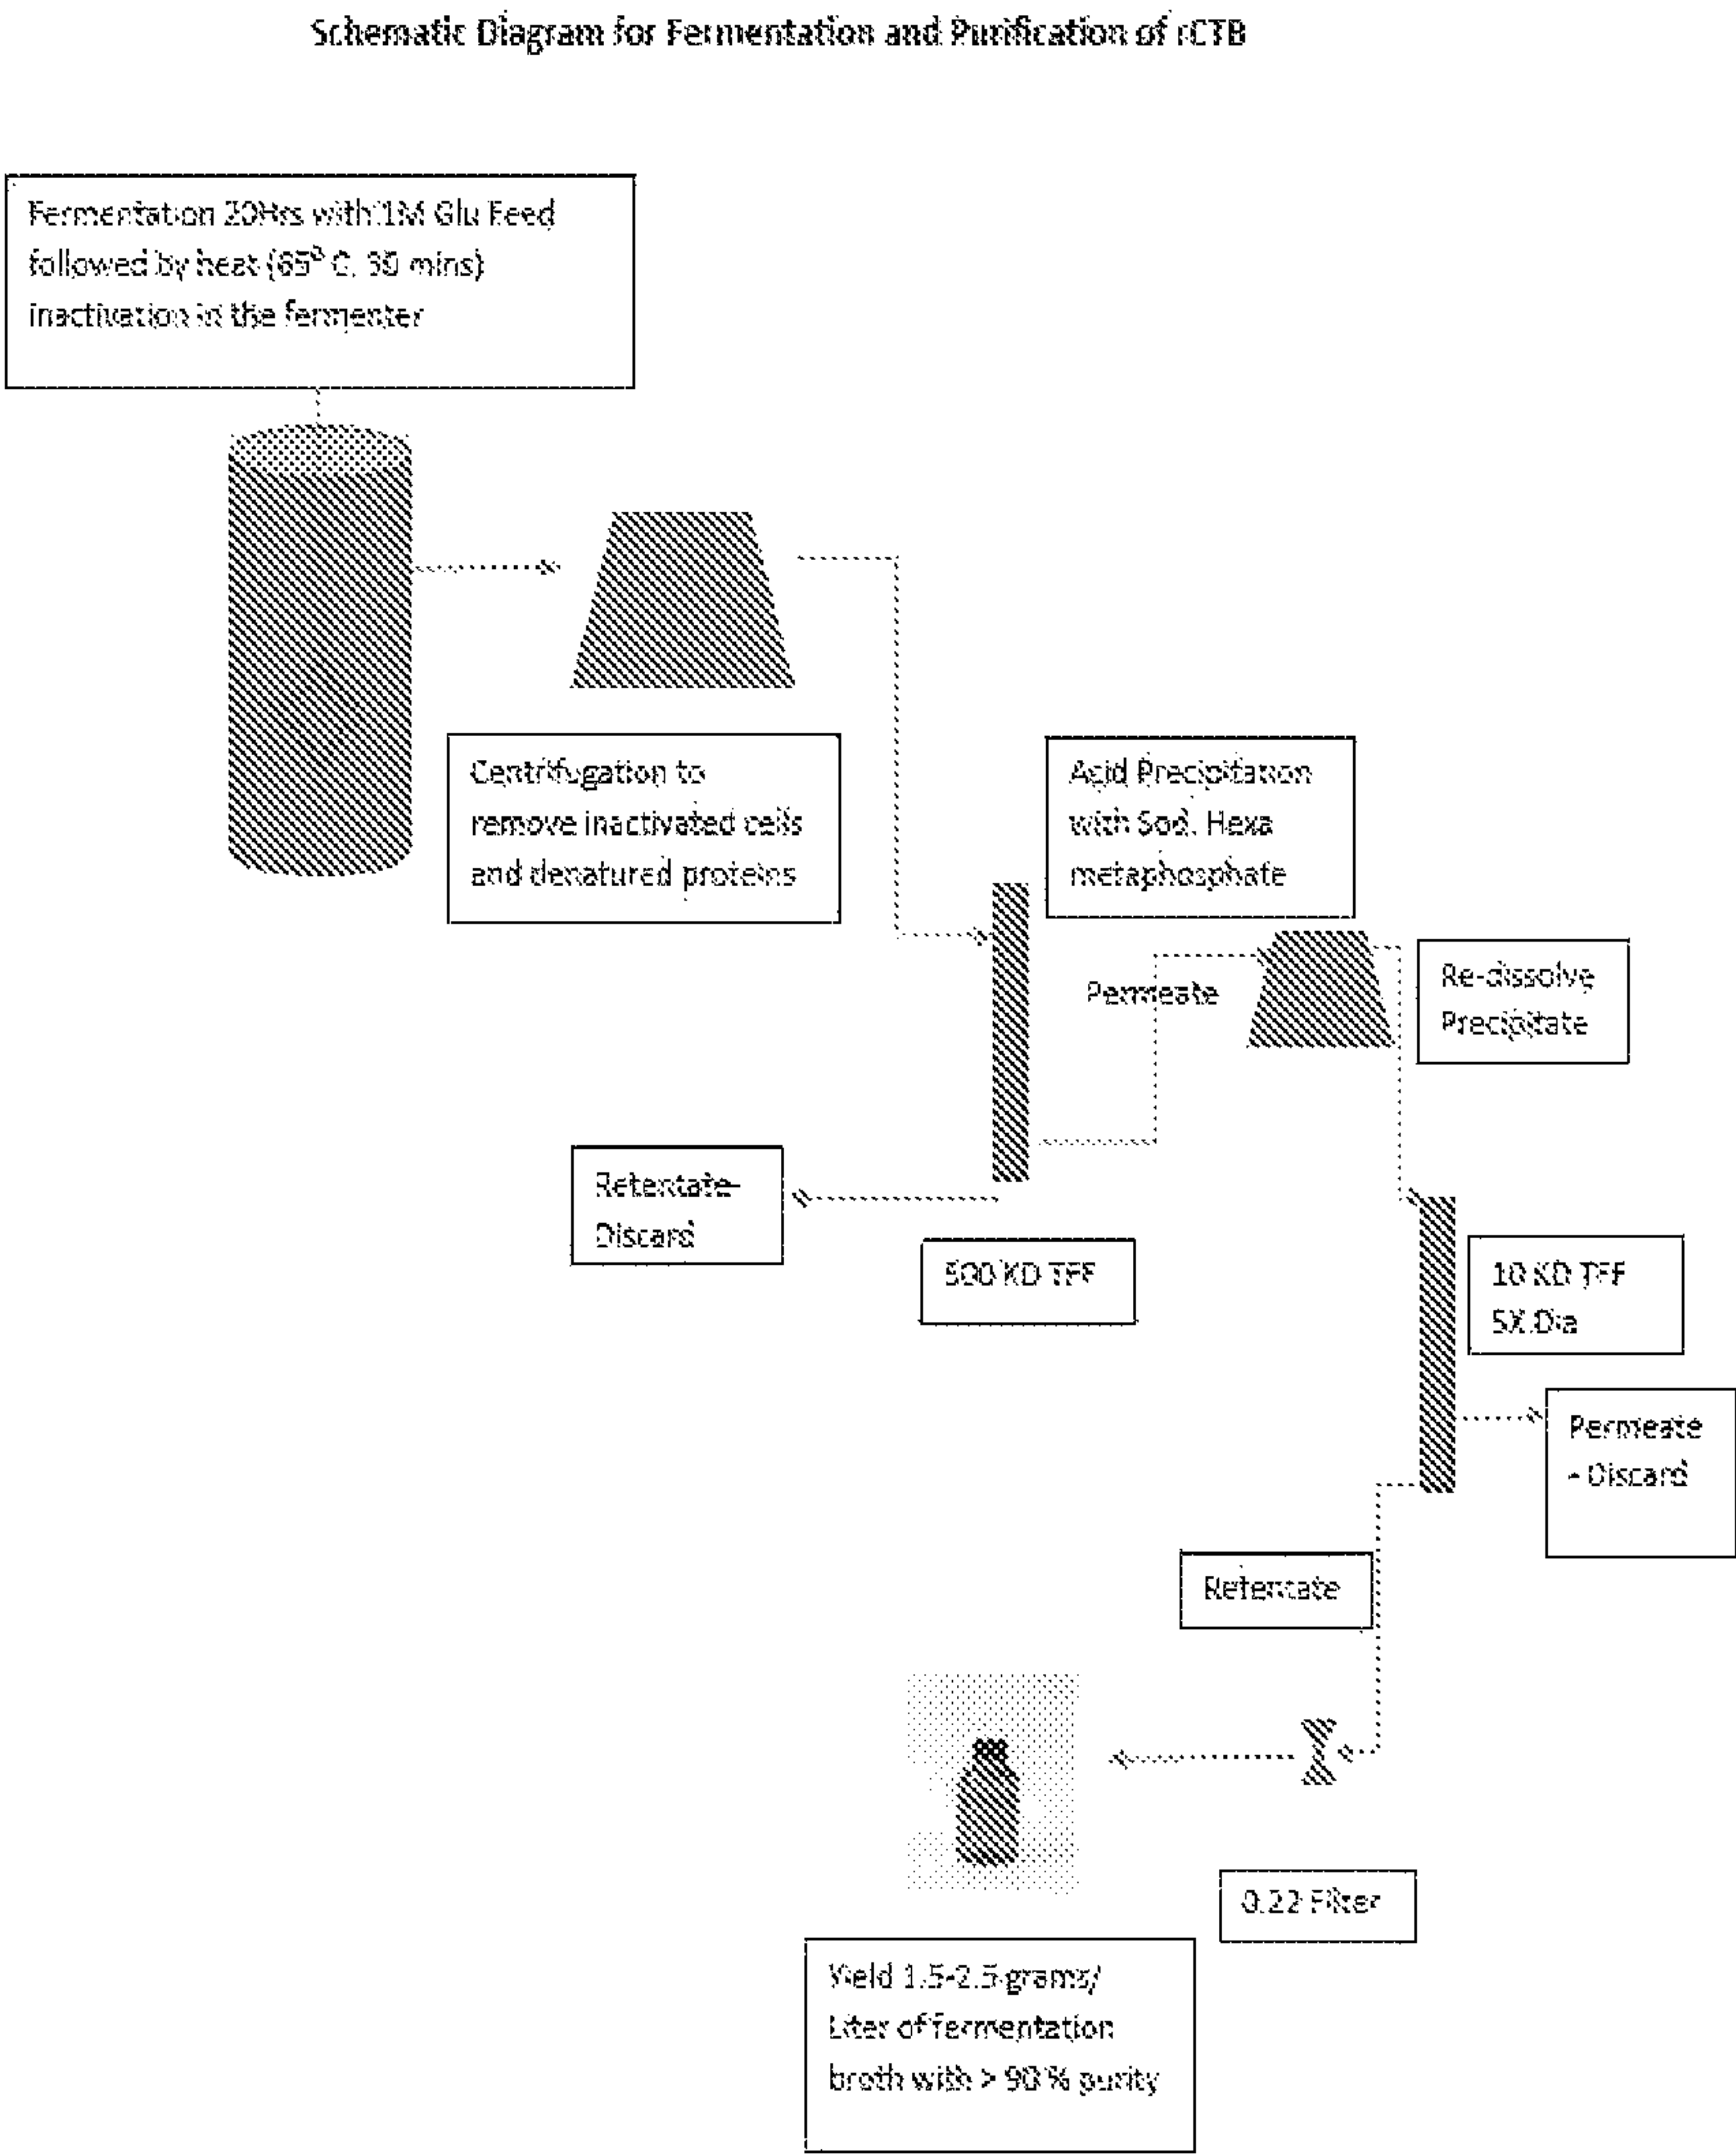 Schematic Diagram for Fermentation and Purification of rCTB
Fermentation 20Hrs with 1M Glu Feed
followed by heat (65⁰ C, 30 mins)
inactivation in the fermenter
Centrifugation to
remove inactivated cells
and denatured proteins
Acid Precipitation
with Sod. Hexa
metaphosphate
Permeate
Re-dissolve
Precipitate
Retentate-
Discard
500 KD TFF
10 KD TFF
5X Dia
Permeate
- Discard
Retentate
0.22 Filter
Yield 1.5-2.5 grams/
Liter of fermentation
broth with > 90 % purity